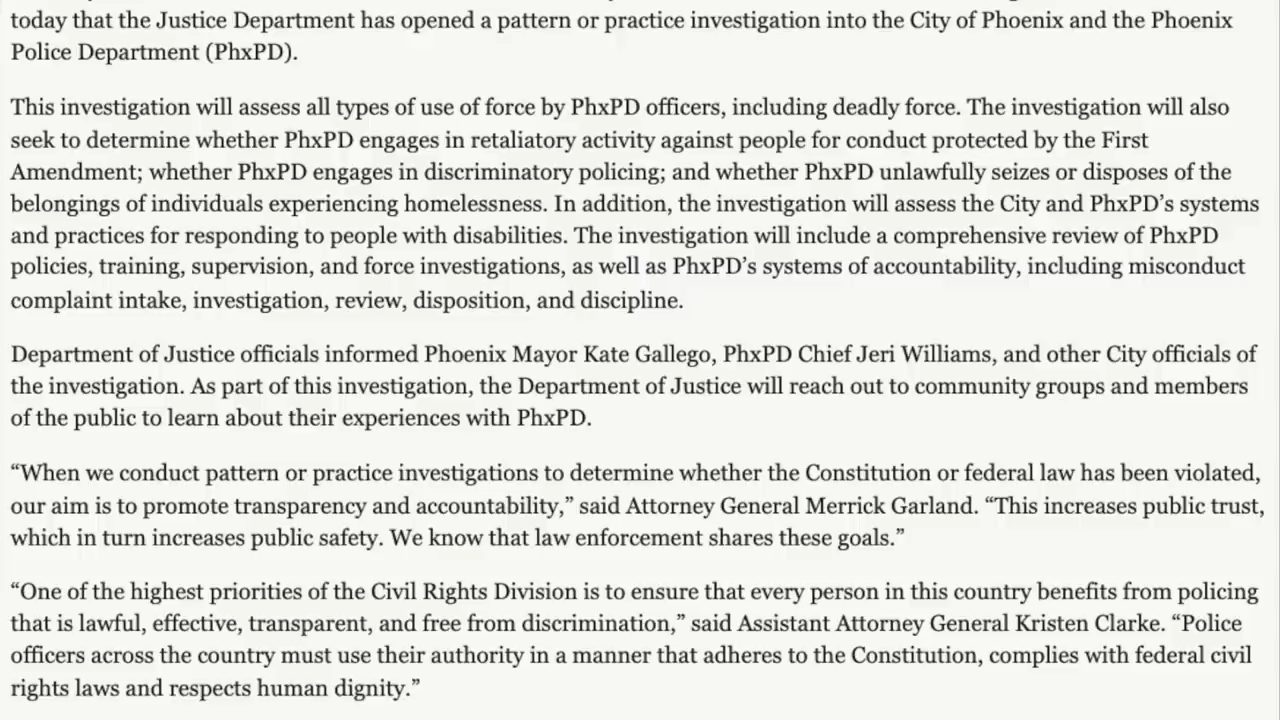 today that the Justice Department has opened a pattern or practice investigation into the City of Phoenix and the Phoenix
Police Department (PhxPD).
This investigation will assess all types of use of force by PhxPD officers, including deadly force. The investigation will also
seek to determine whether PhxPD engages in retaliatory activity against people for conduct protected by the First
Amendment; whether PhxPD engages in discriminatory policing; and whether PhxPD unlawfully seizes or disposes of the
belongings of individuals experiencing homelessness. In addition, the investigation will assess the City and PhxPD’s systems
and practices for responding to people with disabilities. The investigation will include a comprehensive review of PhxPD
policies, training, supervision, and force investigations, as well as PhxPD’s systems of accountability, including misconduct
complaint intake, investigation, review, disposition, and discipline.
Department of Justice officials informed Phoenix Mayor Kate Gallego, PhxPD Chief Jeri Williams, and other City officials of
the investigation. As part of this investigation, the Department of Justice will reach out to community groups and members
of the public to learn about their experiences with PhxPD.
“When we conduct pattern or practice investigations to determine whether the Constitution or federal law has been violated,
our aim is to promote transparency and accountability,” said Attorney General Merrick Garland. “This increases public trust,
which in turn increases public safety. We know that law enforcement shares these goals.”
“One of the highest priorities of the Civil Rights Division is to ensure that every person in this country benefits from policing
that is lawful, effective, transparent, and free from discrimination,” said Assistant Attorney General Kristen Clarke. “Police
officers across the country must use their authority in a manner that adheres to the Constitution, complies with federal civil
rights laws and respects human dignity.”